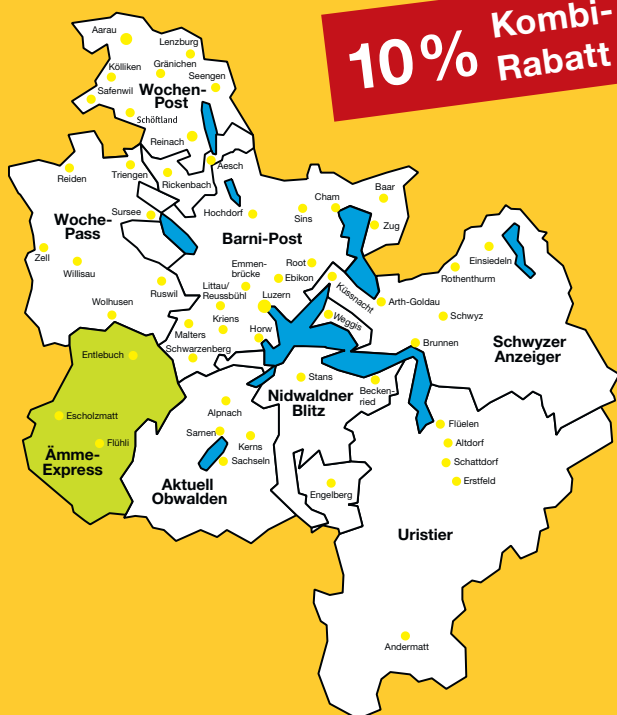 Kombi-
10% Rabatt
Aarau
Lenzburg
Kölliken
Gränichen
Seengen
Safenwil
Wochen-
Post
Schöftland
Reinach
Aesch
Reiden
Triengen
Rickenbach
Baar
Cham
Sursee
Hochdorf
Sins
Zug
Woche-
Pass
Barni-Post
Einsiedeln
Zell
Willisau
Emmen-
brücke
Root
Ebikon
Rothenthurm
Ruswil
Littau/
Reussbühl
Luzern
Küssnacht
Arth-Goldau
Wolhusen
Kriens
Weggis
Schwyz
Malters
Horw
Schwyzer
Anzeiger
Schwarzenberg
Brunnen
Entlebuch
Stans
Nidwaldner
Blitz
Becken-
ried
Escholzmatt
Alpnach
Flühli
Sarnen
Kerns
Flüelen
Altdorf
Ämme-
Express
Sachseln
Schattdorf
Aktuell
Obwalden
Engelberg
Erstfeld
Uristier
Andermatt